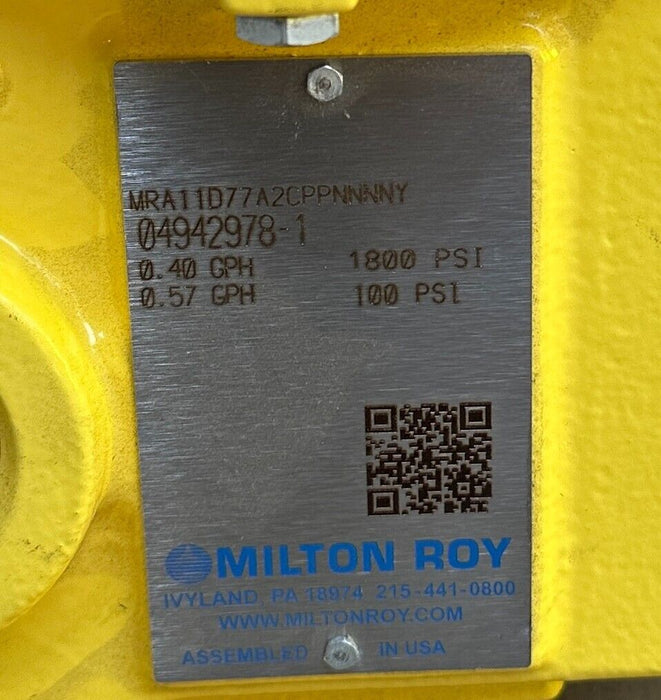 MRA11D77A2CPPNNNNY
04942978-1
0.40 GPH 1800 PSI
0.57 GPH 100 PSI
MILTON ROY
IVYLAND, PA 18974 215-441-0800
WWW.MILTONROY.COM
ASSEMBLED IN USA